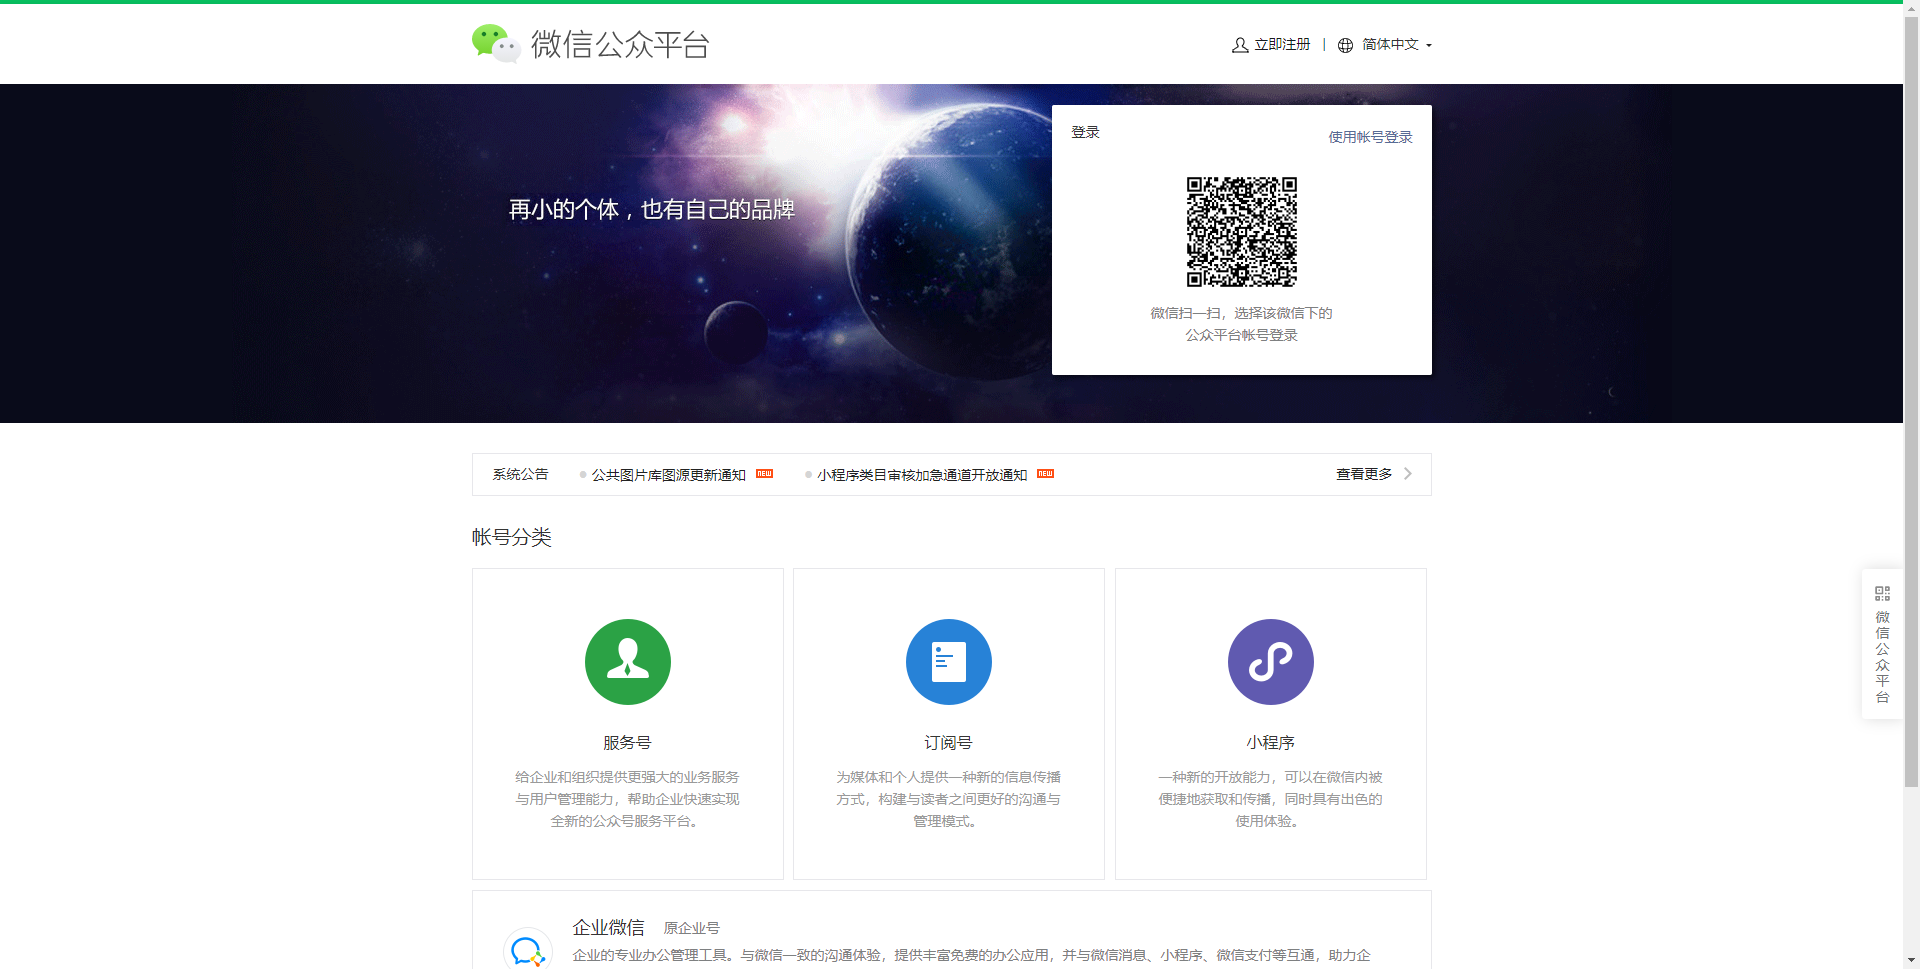 微信公众平台
立即注册
简体中文
再小的个体，也有自己的品牌
登录
使用帐号登录
微信扫一扫，选择该微信下的
公众平台帐号登录
系统公告
公共图片库图源更新通知 NEW
小程序类目审核加急通道开放通知 NEW
查看更多
帐号分类
服务号
给企业和组织提供更强大的业务服务
与用户管理能力，帮助企业快速实现
全新的公众号服务平台。
订阅号
为媒体和个人提供一种新的信息传播
方式，构建与读者之间更好的沟通与
管理模式。
小程序
一种新的开放能力，可以在微信内被
便捷地获取和传播，同时具有出色的
使用体验。
企业微信 原企业号
企业的专业办公管理工具。与微信一致的沟通体验，提供丰富免费的办公应用，并与微信消息、小程序、微信支付等互通，助力企
微信公众平台